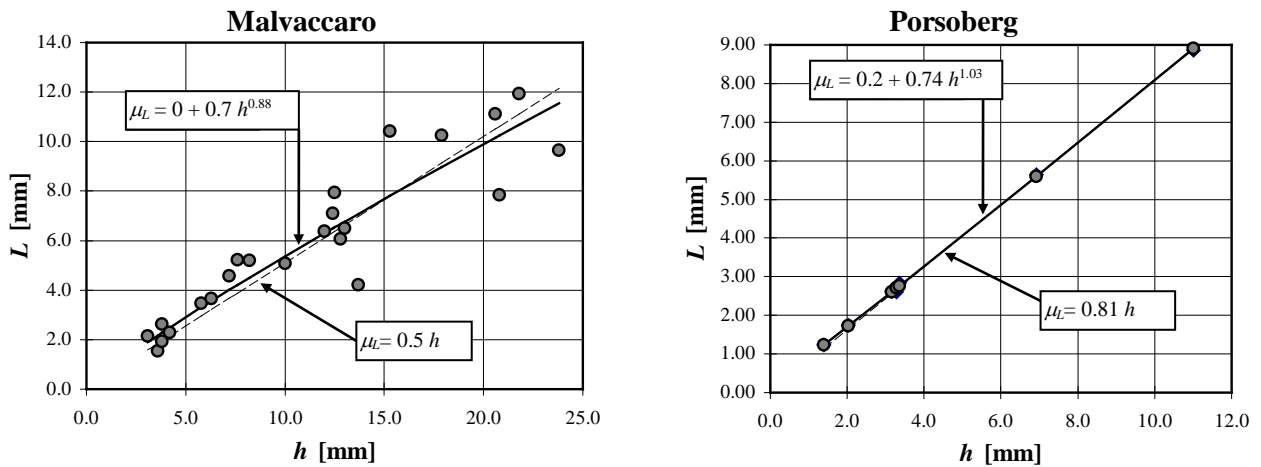 Malvaccaro
14.0
12.0
10.0
8.0
6.0
4.0
2.0
0.0
L [mm]
μL = 0 + 0.7 h^0.88
μL= 0.5 h
0.0 5.0 10.0 15.0 20.0 25.0
h [mm]
Porsoberg
9.00
8.00
7.00
6.00
5.00
4.00
3.00
2.00
1.00
0.00
L [mm]
μL = 0.2 + 0.74 h^1.03
μL= 0.81 h
0.0 2.0 4.0 6.0 8.0 10.0 12.0
h [mm]